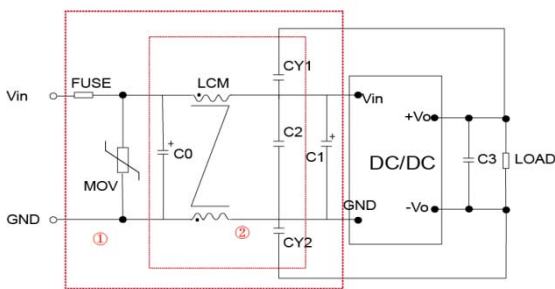 CY1
FUSE
LCM
Vin
Vin
C2
+Vo
+
C0
+
C1
DC/DC
C3
LOAD
MOV
GND
GND
-Vo
①
②
CY2